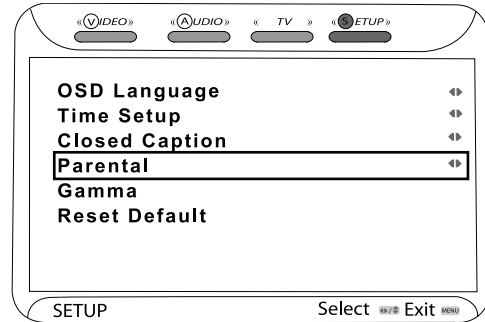 «VIDEO» «AUDIO» « TV » «SETUP»
OSD Language
Time Setup
Closed Caption
Parental
Gamma
Reset Default
SETUP Select / Exit MENU